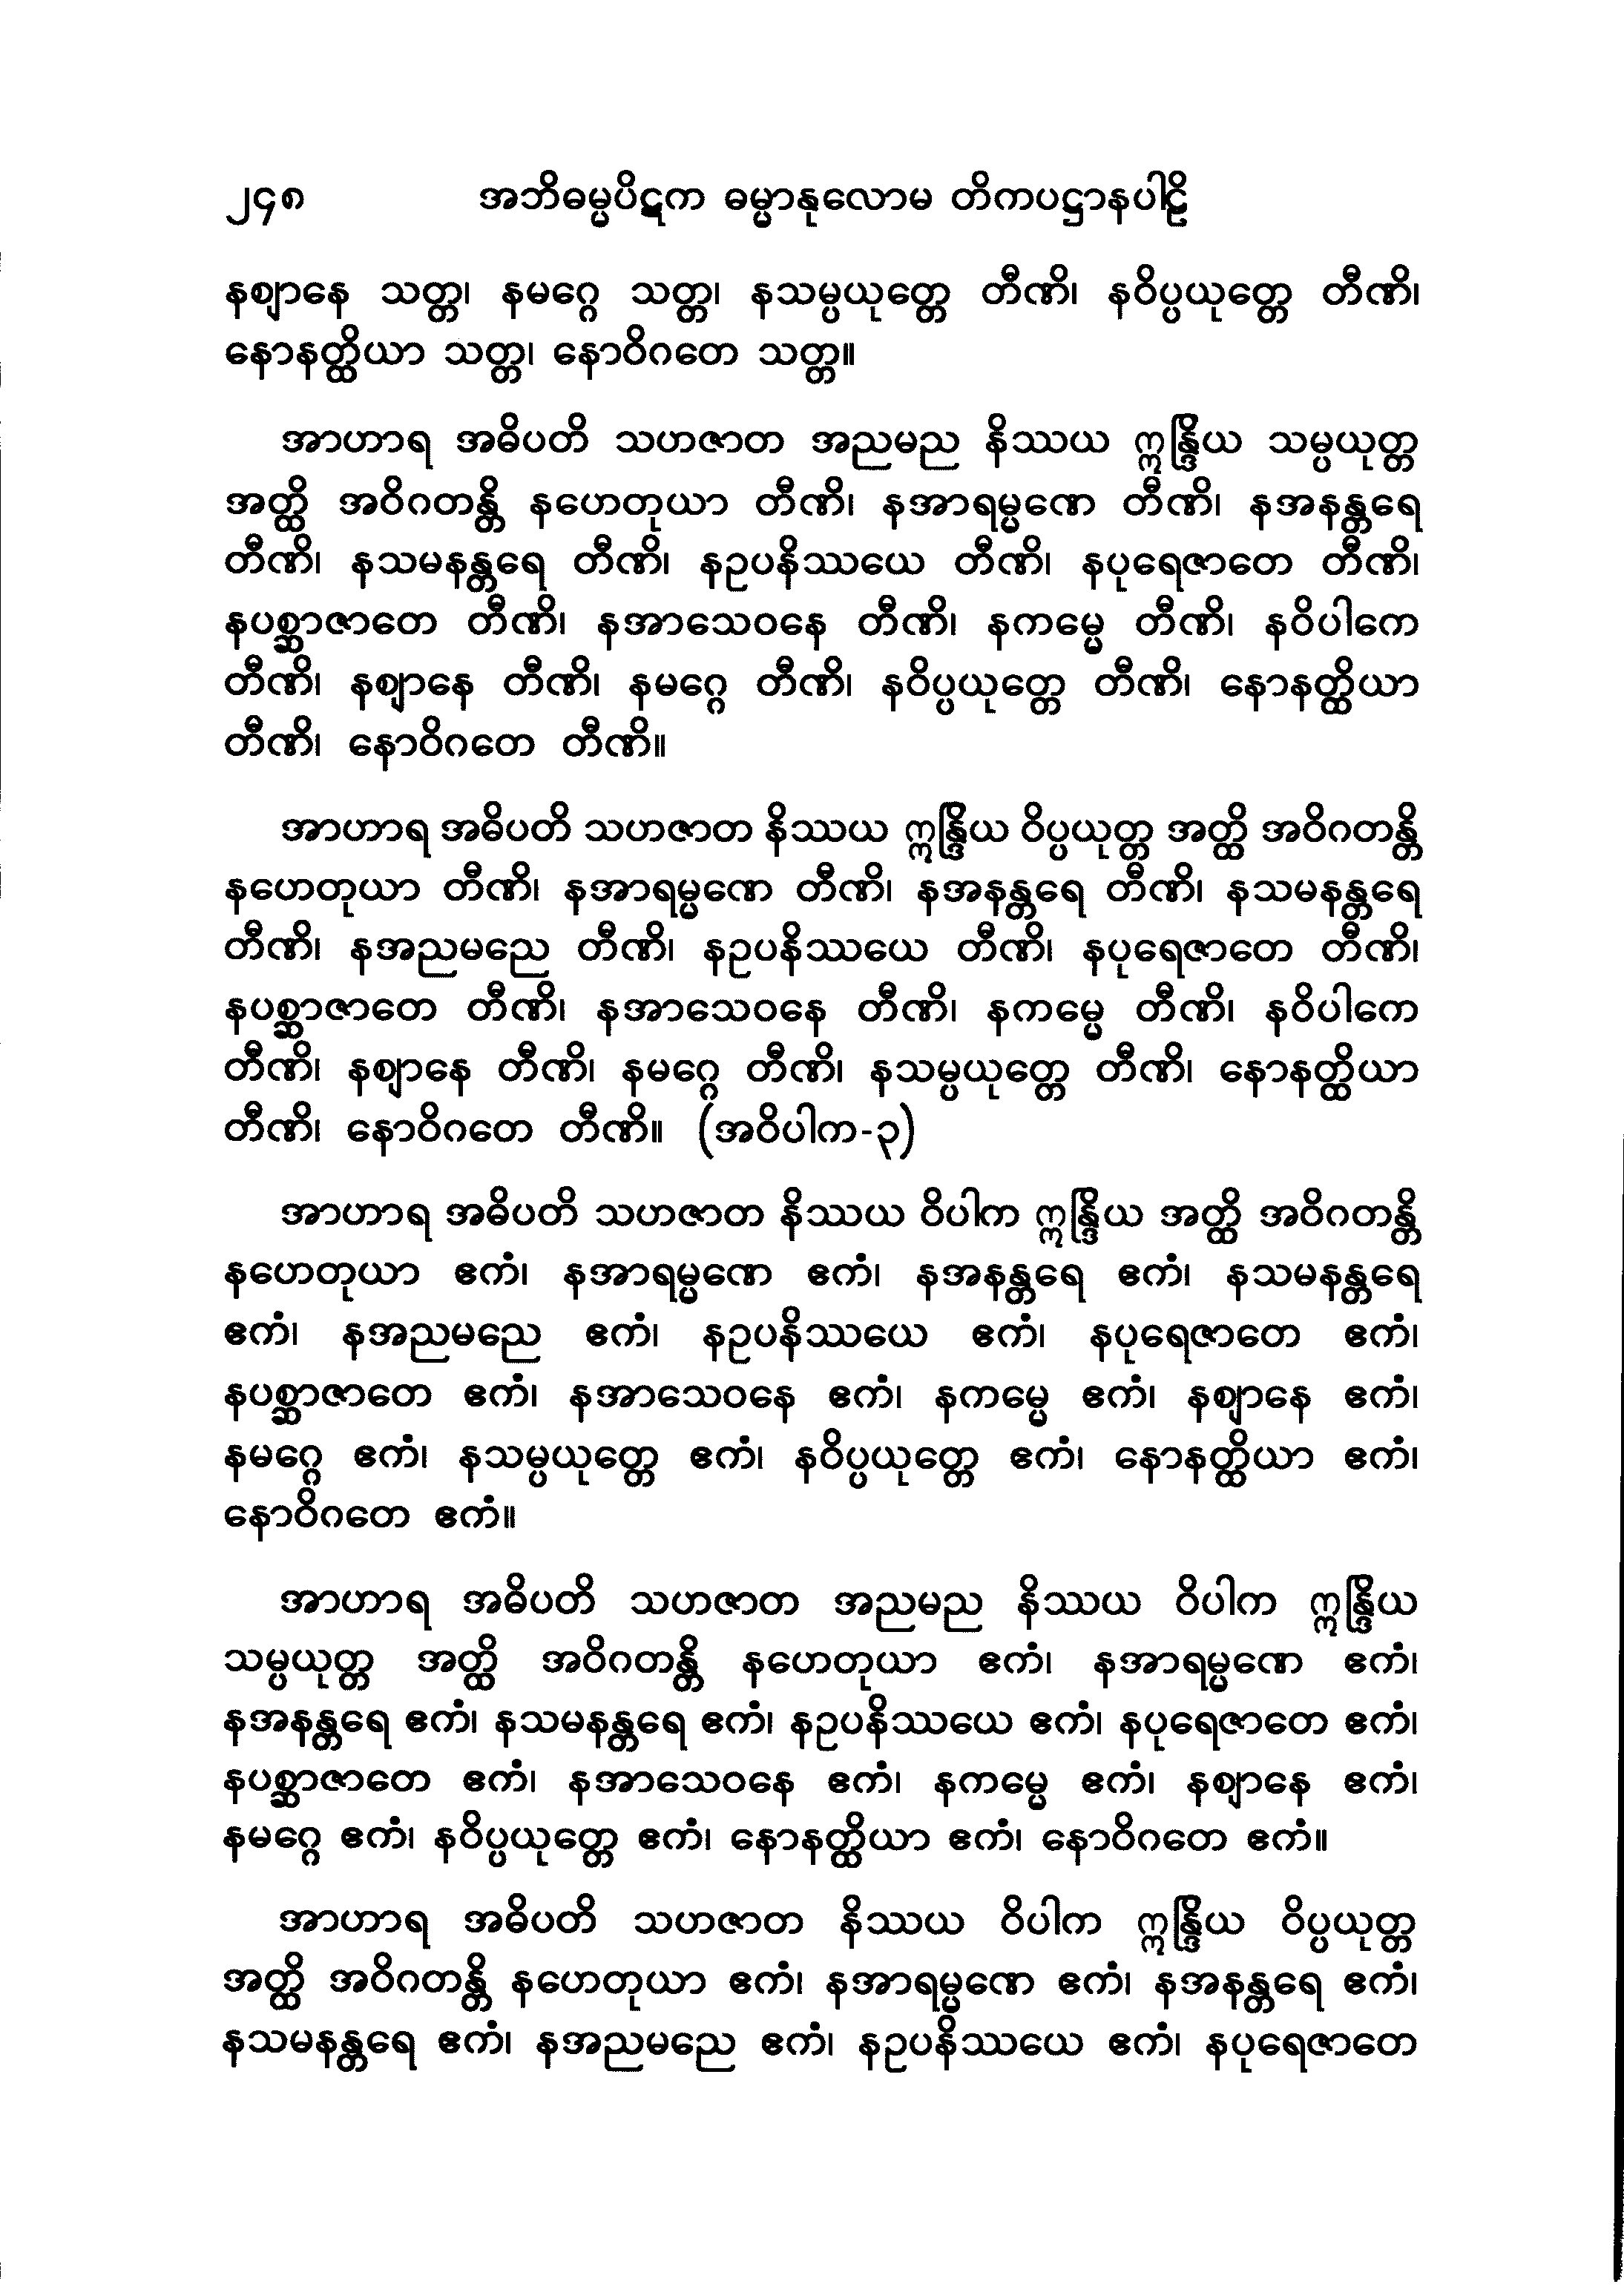 ၂၄၈ အဘိဓမ္မပိဋက ဓမ္မာနုလောမ တိကပဋ္ဌာနပါဠိ
နဈာနေ သတ္တ၊ နမဂ္ဂေ သတ္တ၊ နသမ္ပယုတ္တေ တီဏိ၊ နဝိပ္ပယုတ္တေ တီဏိ၊
နောနတ္ထိယာ သတ္တ၊ နောဝိဂတေ သတ္တ။
အာဟာရ အဓိပတိ သဟဇာတ အညမည နိဿယ ဣန္ဒြိယ သမ္ပယုတ္တ
အတ္ထိ အဝိဂတန္တိ နဟေတုယာ တီဏိ၊ နအာရမ္မဏေ တီဏိ၊ နအနန္တရေ
တီဏိ၊ နသမနန္တရေ တီဏိ၊ နဥပနိဿယေ တီဏိ၊ နပုရေဇာတေ တီဏိ၊
နပစ္ဆာဇာတေ တီဏိ၊ နအာသေဝနေ တီဏိ၊ နကမ္မေ တီဏိ၊ နဝိပါကေ
တီဏိ၊ နဈာနေ တီဏိ၊ နမဂ္ဂေ တီဏိ၊ နဝိပ္ပယုတ္တေ တီဏိ၊ နောနတ္ထိယာ
တီဏိ၊ နောဝိဂတေ တီဏိ။
အာဟာရ အဓိပတိ သဟဇာတ နိဿယ ဣန္ဒြိယ ဝိပ္ပယုတ္တ အတ္ထိ အဝိဂတန္တိ
နဟေတုယာ တီဏိ၊ နအာရမ္မဏေ တီဏိ၊ နအနန္တရေ တီဏိ၊ နသမနန္တရေ
တီဏိ၊ နအညမညေ တီဏိ၊ နဥပနိဿယေ တီဏိ၊ နပုရေဇာတေ တီဏိ၊
နပစ္ဆာဇာတေ တီဏိ၊ နအာသေဝနေ တီဏိ၊ နကမ္မေ တီဏိ၊ နဝိပါကေ
တီဏိ၊ နဈာနေ တီဏိ၊ နမဂ္ဂေ တီဏိ၊ နသမ္ပယုတ္တေ တီဏိ၊ နောနတ္ထိယာ
တီဏိ၊ နောဝိဂတေ တီဏိ။ (အဝိပါက-၃)
အာဟာရ အဓိပတိ သဟဇာတ နိဿယ ဝိပါက ဣန္ဒြိယ အတ္ထိ အဝိဂတန္တိ
နဟေတုယာ ဧကံ၊ နအာရမ္မဏေ ဧကံ၊ နအနန္တရေ ဧကံ၊ နသမနန္တရေ
ဧကံ၊ နအညမညေ ဧကံ၊ နဥပနိဿယေ ဧကံ၊ နပုရေဇာတေ ဧကံ၊
နပစ္ဆာဇာတေ ဧကံ၊ နအာသေဝနေ ဧကံ၊ နကမ္မေ ဧကံ၊ နဈာနေ ဧကံ၊
နမဂ္ဂေ ဧကံ၊ နသမ္ပယုတ္တေ ဧကံ၊ နဝိပ္ပယုတ္တေ ဧကံ၊ နောနတ္ထိယာ ဧကံ၊
နောဝိဂတေ ဧကံ။
အာဟာရ အဓိပတိ သဟဇာတ အညမည နိဿယ ဝိပါက ဣန္ဒြိယ
သမ္ပယုတ္တ အတ္ထိ အဝိဂတန္တိ နဟေတုယာ ဧကံ၊ နအာရမ္မဏေ ဧကံ၊
နအနန္တရေ ဧကံ၊ နသမနန္တရေ ဧကံ၊ နဥပနိဿယေ ဧကံ၊ နပုရေဇာတေ ဧကံ၊
နပစ္ဆာဇာတေ ဧကံ၊ နအာသေဝနေ ဧကံ၊ နကမ္မေ ဧကံ၊ နဈာနေ ဧကံ၊
နမဂ္ဂေ ဧကံ၊ နဝိပ္ပယုတ္တေ ဧကံ၊ နောနတ္ထိယာ ဧကံ၊ နောဝိဂတေ ဧကံ။
အာဟာရ အဓိပတိ သဟဇာတ နိဿယ ဝိပါက ဣန္ဒြိယ ဝိပ္ပယုတ္တ
အတ္ထိ အဝိဂတန္တိ နဟေတုယာ ဧကံ၊ နအာရမ္မဏေ ဧကံ၊ နအနန္တရေ ဧကံ၊
နသမနန္တရေ ဧကံ၊ နအညမညေ ဧကံ၊ နဥပနိဿယေ ဧကံ၊ နပုရေဇာတေ